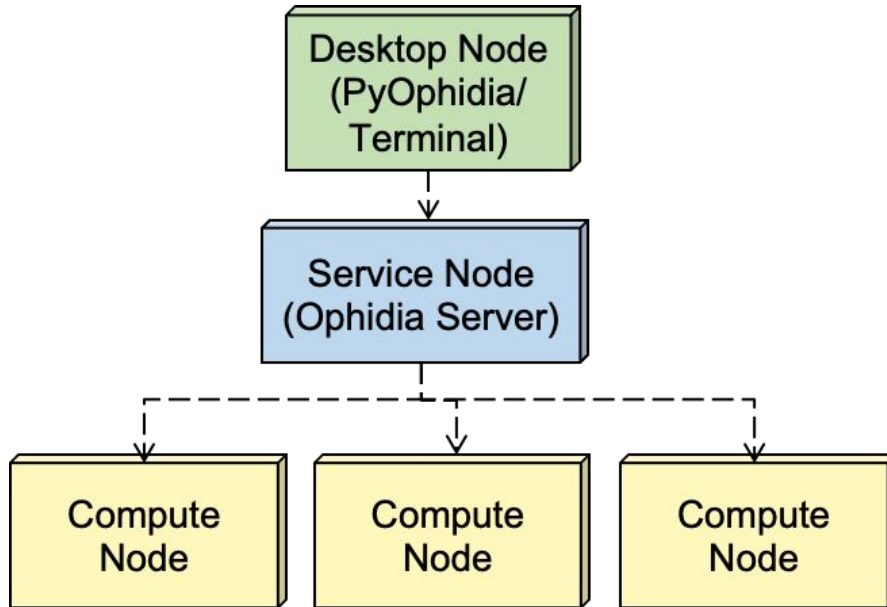 Desktop Node
(PyOphidia/
Terminal)
Service Node
(Ophidia Server)
Compute
Node
Compute
Node
Compute
Node